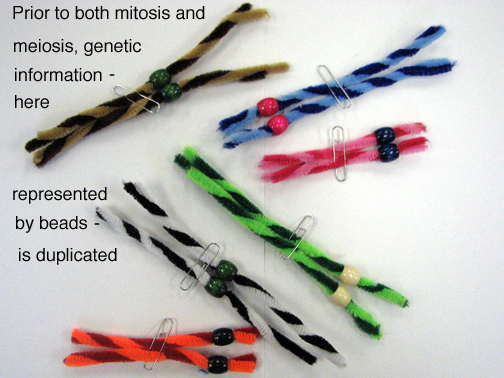 Prior to both mitosis and
meiosis, genetic
information -
here
represented
by beads -
is duplicated